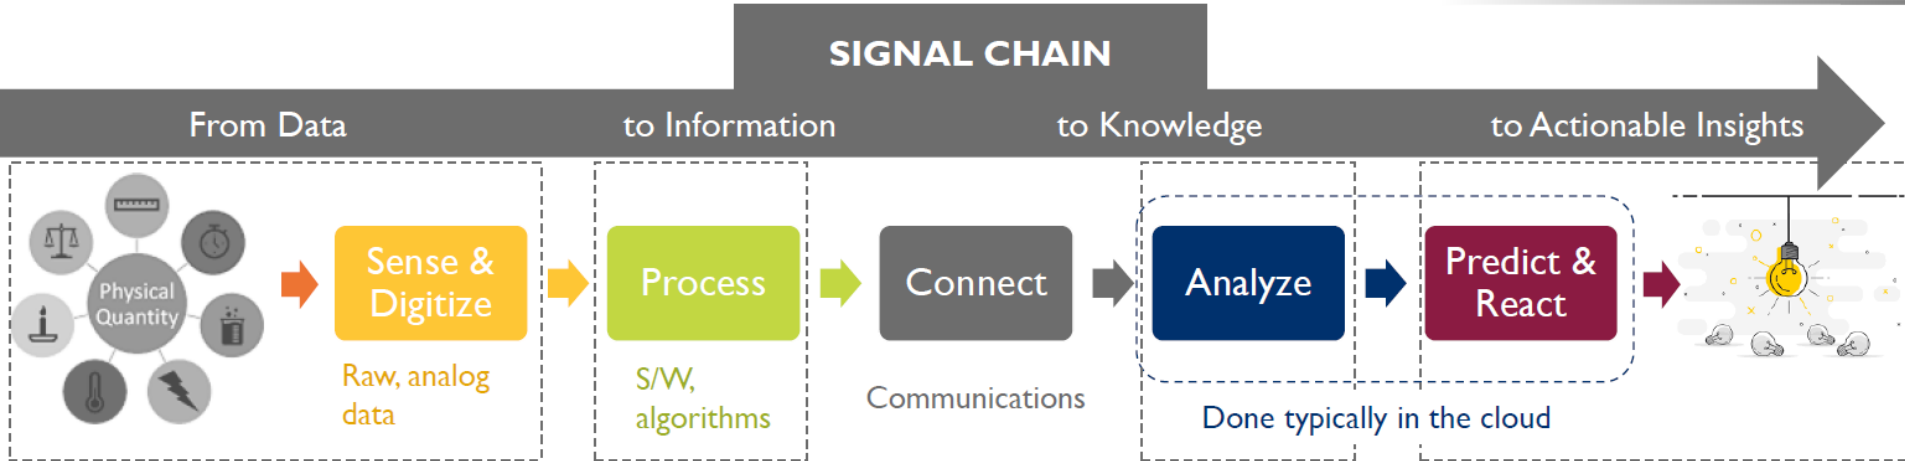 SIGNAL CHAIN
From Data
to Information
to Knowledge
to Actionable Insights
Physical
Quantity
Sense &
Digitize
Process
Connect
Analyze
Predict &
React
Raw, analog
data
S/W,
algorithms
Communications
Done typically in the cloud